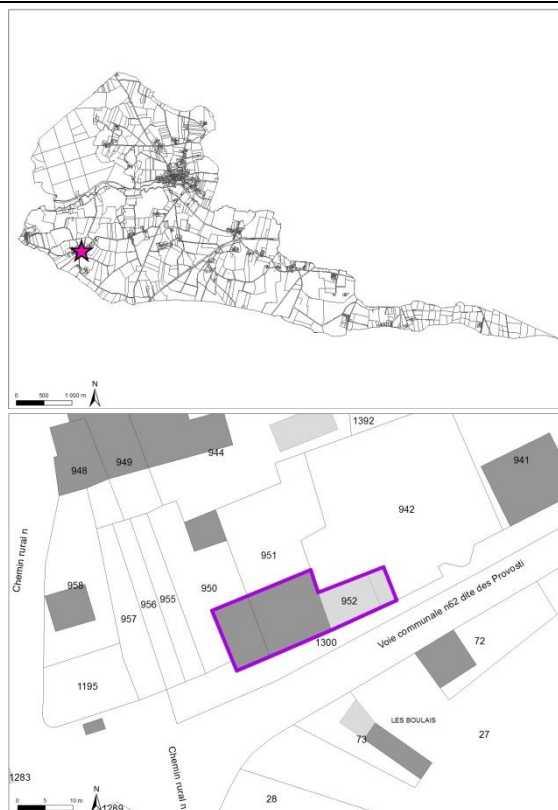 N
0 500 1 000 m
1392
944
949
948
941
942
951
958
950
955
956
957
952
1300
Chemin rural n
Voie communale n62 dite des Provosti
72
1195
LES BOULAIS
73
27
Chemin rural n
1283
N
0 5 10 m
1289
28